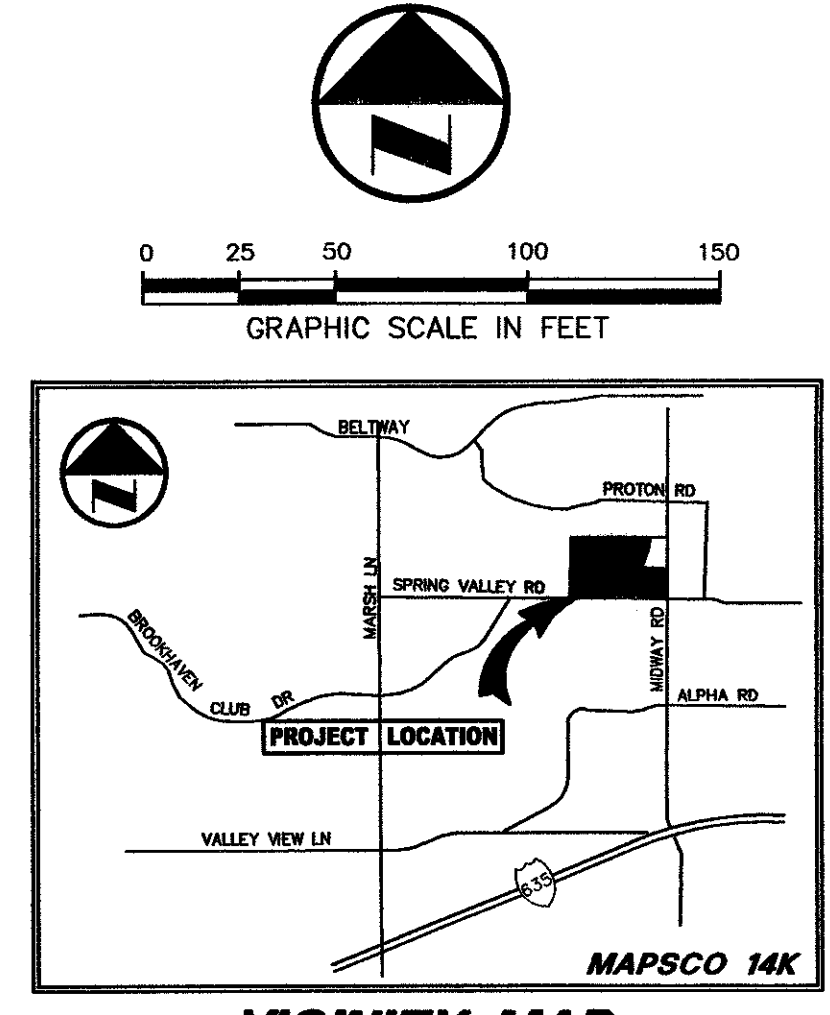 N
0 25 50 100 150
GRAPHIC SCALE IN FEET
N
BELTWAY
PROTON RD
MARSH LN
SPRING VALLEY RD
BROOKHAVEN
CLUB DR
MIDWAY RD
ALPHA RD
PROJECT LOCATION
VALLEY VIEW LN
635
MAPSCO 14K